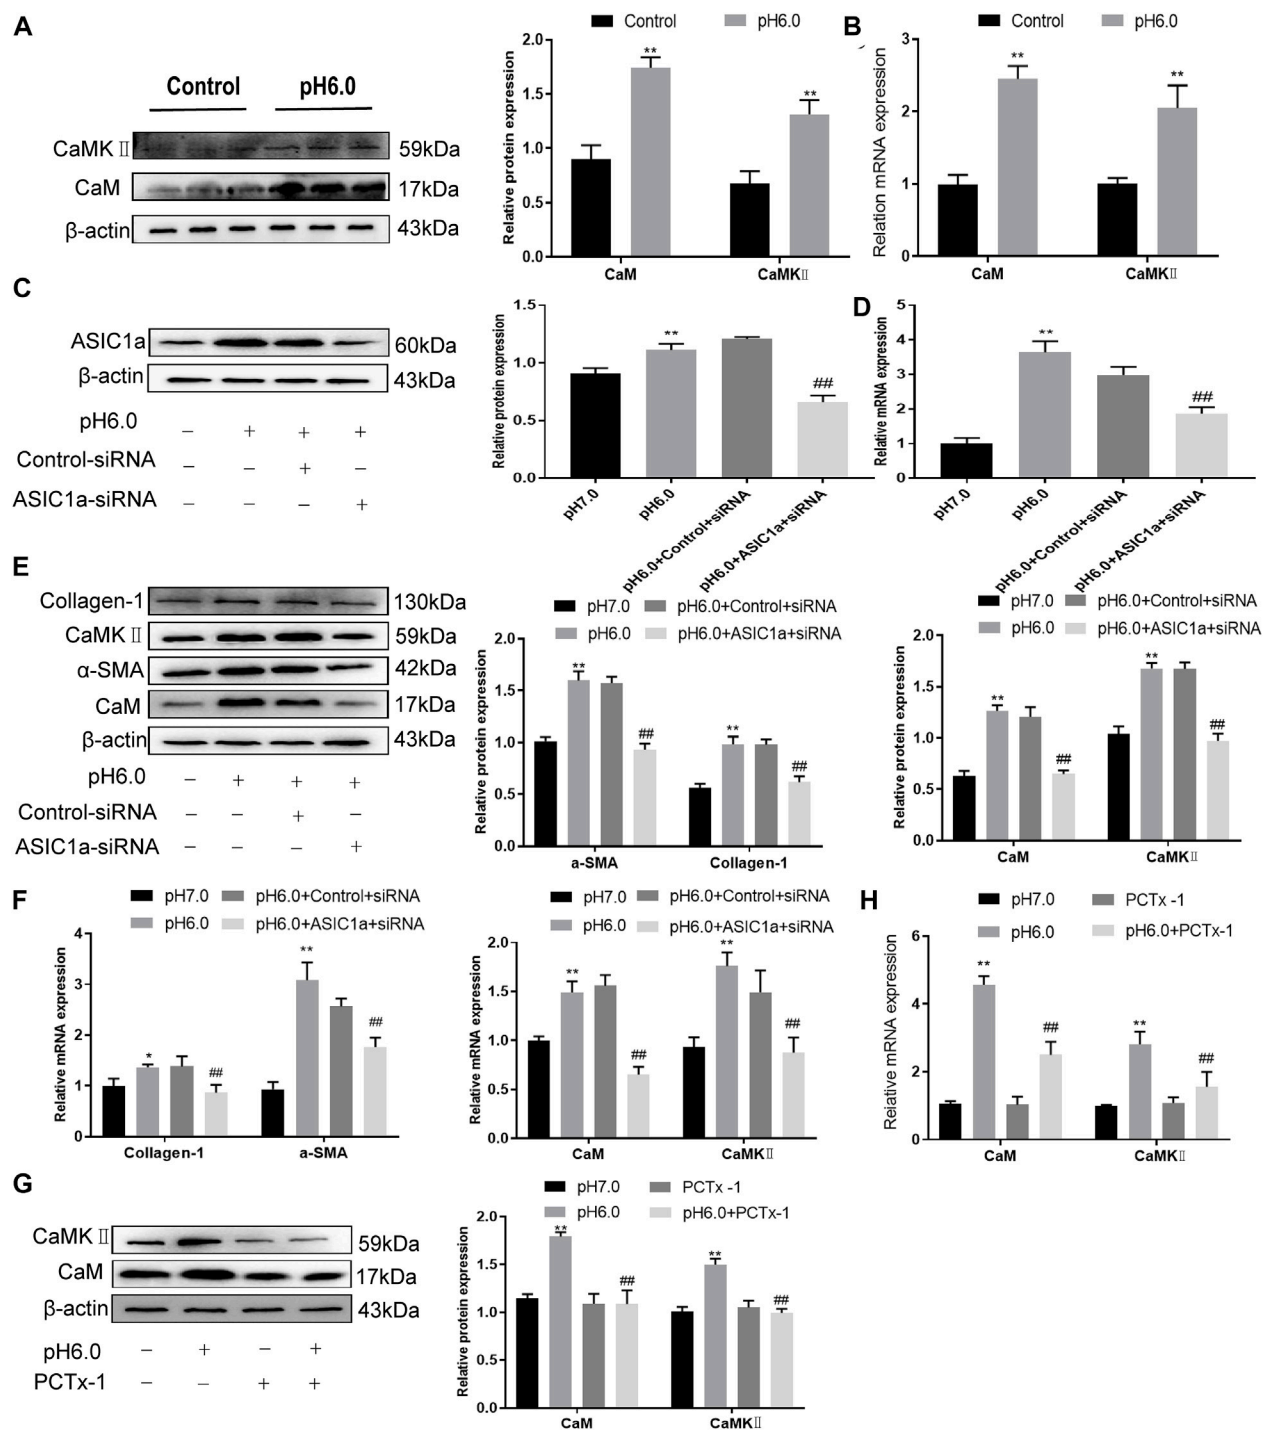 A
Control pH6.0
CaMKⅡ 59kDa
CaM 17kDa
β-actin 43kDa
Control pH6.0
Relative protein expression
2.0
1.5
1.0
0.5
0.0
** **
CaM CaMKⅡ
B
Control pH6.0
Relation mRNA expression
3
2
1
0
** **
CaM CaMKⅡ
C
ASIC1a 60kDa
β-actin 43kDa
pH6.0 − + + +
Control-siRNA − − + −
ASIC1a-siRNA − − − +
Relative protein expression
1.5
1.0
0.5
0.0
** ##
pH7.0
pH6.0
pH6.0+Control+siRNA
pH6.0+ASIC1a+siRNA
D
Relative mRNA expression
5
4
3
2
1
0
** ##
pH7.0
pH6.0
pH6.0+Control+siRNA
pH6.0+ASIC1a+siRNA
E
Collagen-1 130kDa
CaMKⅡ 59kDa
α-SMA 42kDa
CaM 17kDa
β-actin 43kDa
pH6.0 − + + +
Control-siRNA − − + −
ASIC1a-siRNA − − − +
pH7.0 pH6.0+Control+siRNA
pH6.0 pH6.0+ASIC1a+siRNA
Relative protein expression
2.0
1.5
1.0
0.5
0.0
** ## ** ##
a-SMA Collagen-1
pH7.0 pH6.0+Control+siRNA
pH6.0 pH6.0+ASIC1a+siRNA
Relative protein expression
2.0
1.5
1.0
0.5
0.0
** ## ** ##
CaM CaMKⅡ
F
pH7.0 pH6.0+Control+siRNA
pH6.0 pH6.0+ASIC1a+siRNA
Relative mRNA expression
4
3
2
1
0
* ## ** ##
Collagen-1 a-SMA
pH7.0 pH6.0+Control+siRNA
pH6.0 pH6.0+ASIC1a+siRNA
Relative mRNA expression
2.0
1.5
1.0
0.5
0.0
** ## ** ##
CaM CaMKⅡ
H
pH7.0 PCTx -1
pH6.0 pH6.0+PCTx-1
Relative mRNA expression
6
4
2
0
** ## ** ##
CaM CaMKⅡ
G
CaMKⅡ 59kDa
CaM 17kDa
β-actin 43kDa
pH6.0 − + − +
PCTx-1 − − + +
pH7.0 PCTx -1
pH6.0 pH6.0+PCTx-1
Relative protein expression
2.0
1.5
1.0
0.5
0.0
** ## ** ##
CaM CaMKⅡ